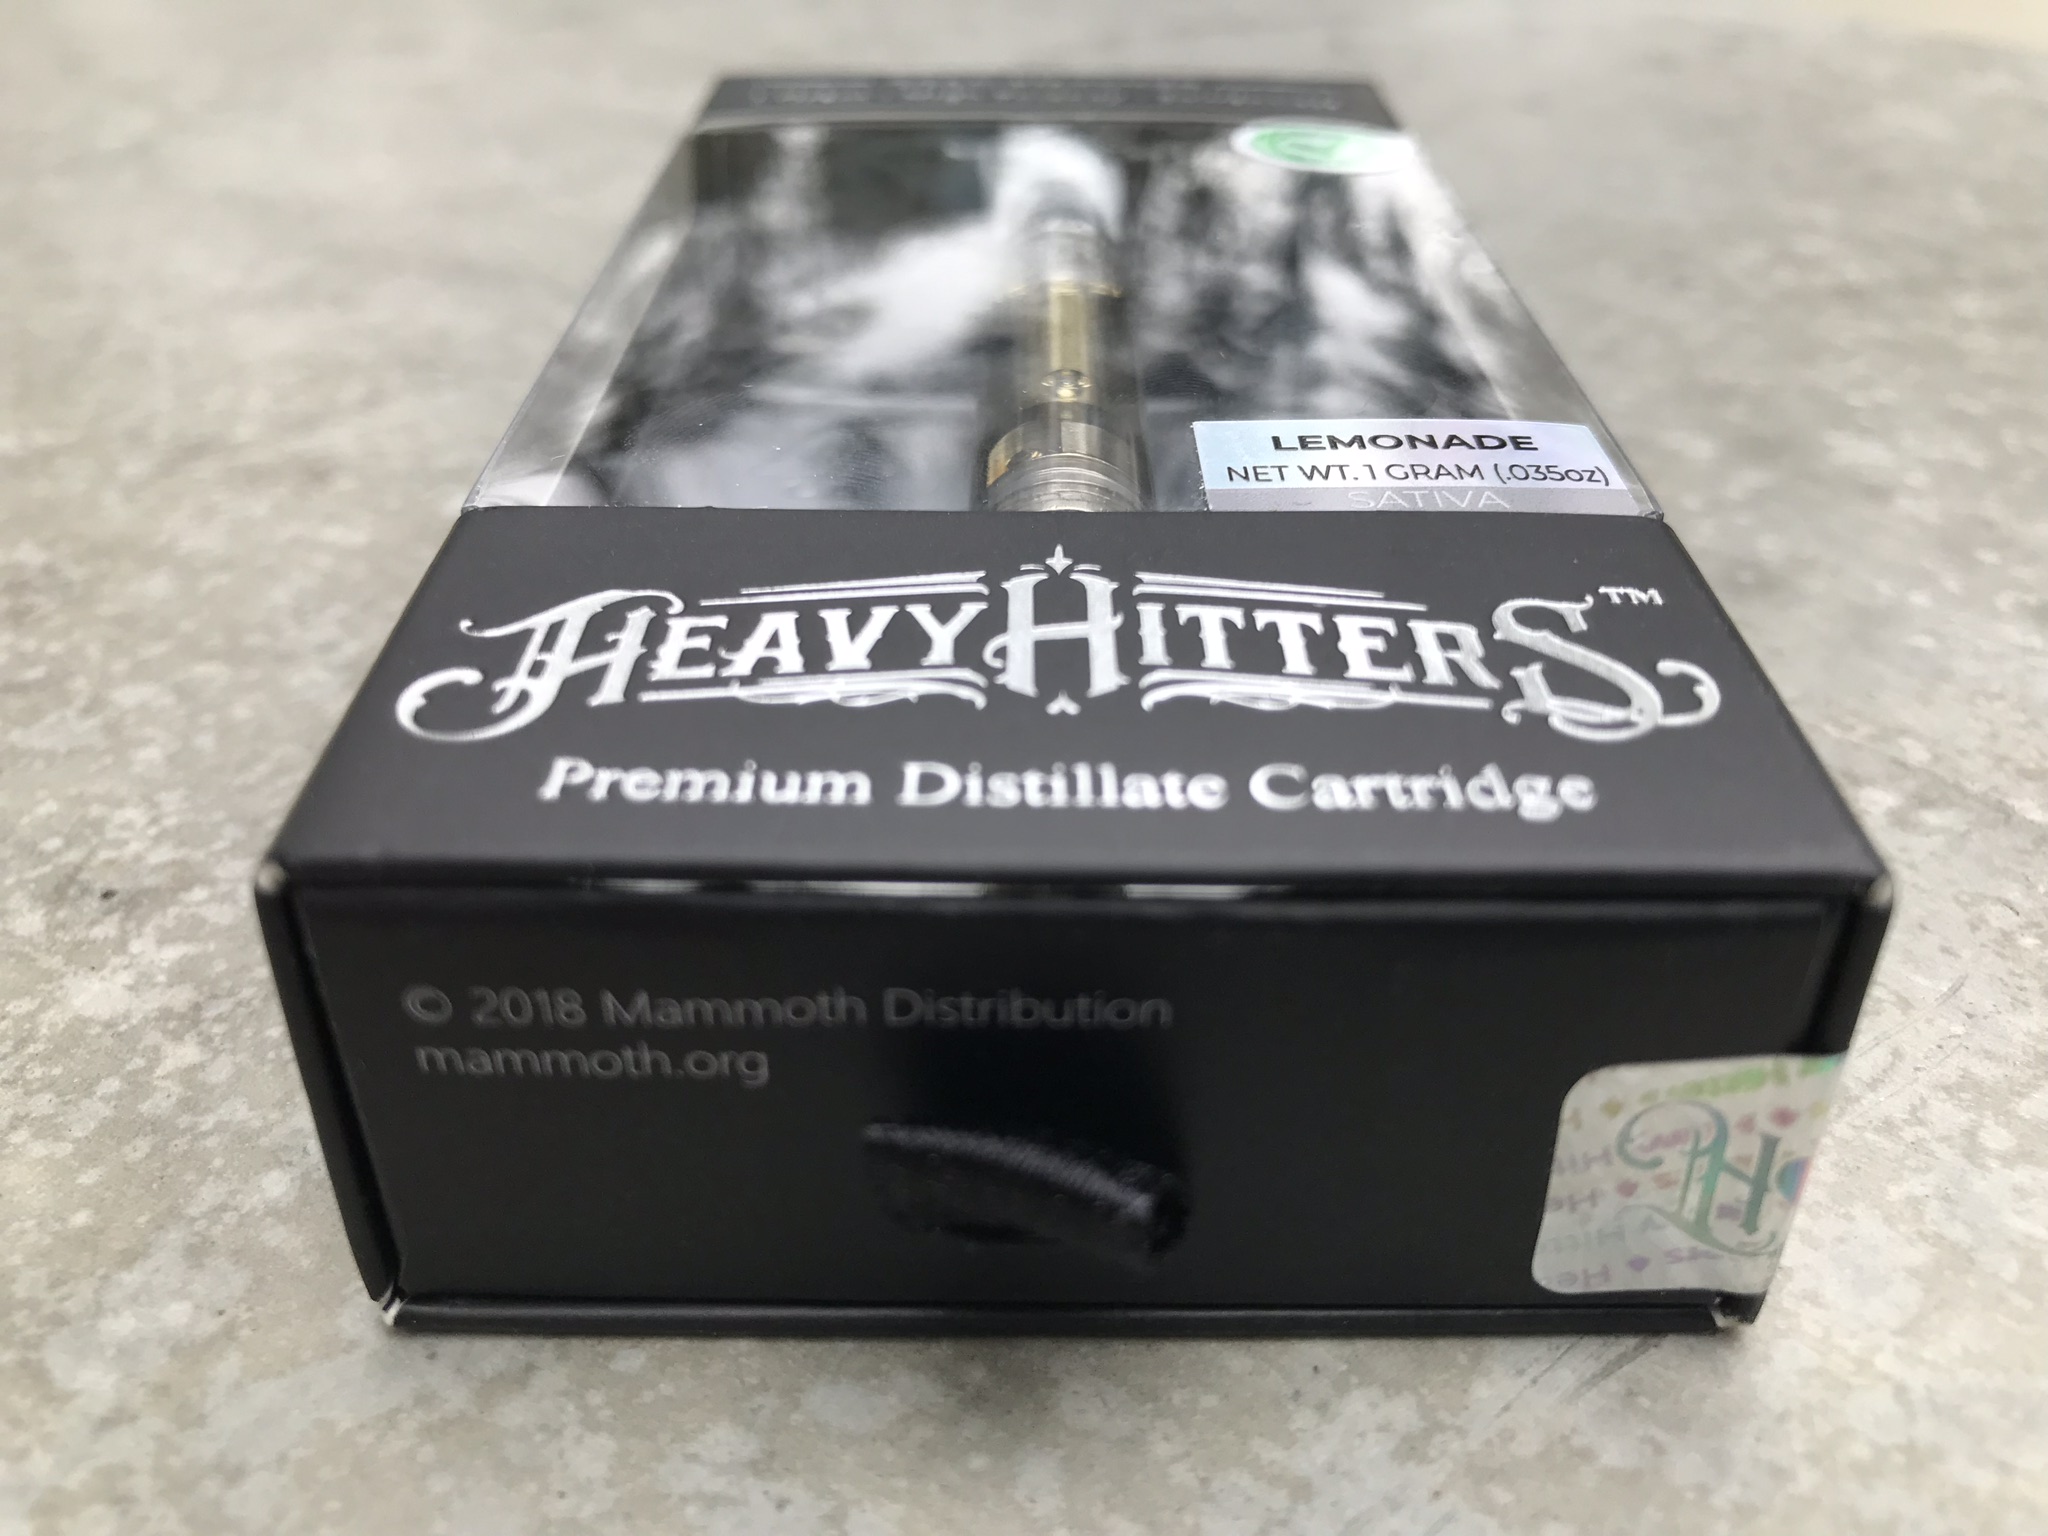 LEMONADE
NET WT. 1 GRAM (.035oz)
SATIVA
HEAVY HITTERS™
Premium Distillate Cartridge
© 2018 Mammoth Distribution
mammoth.org
H